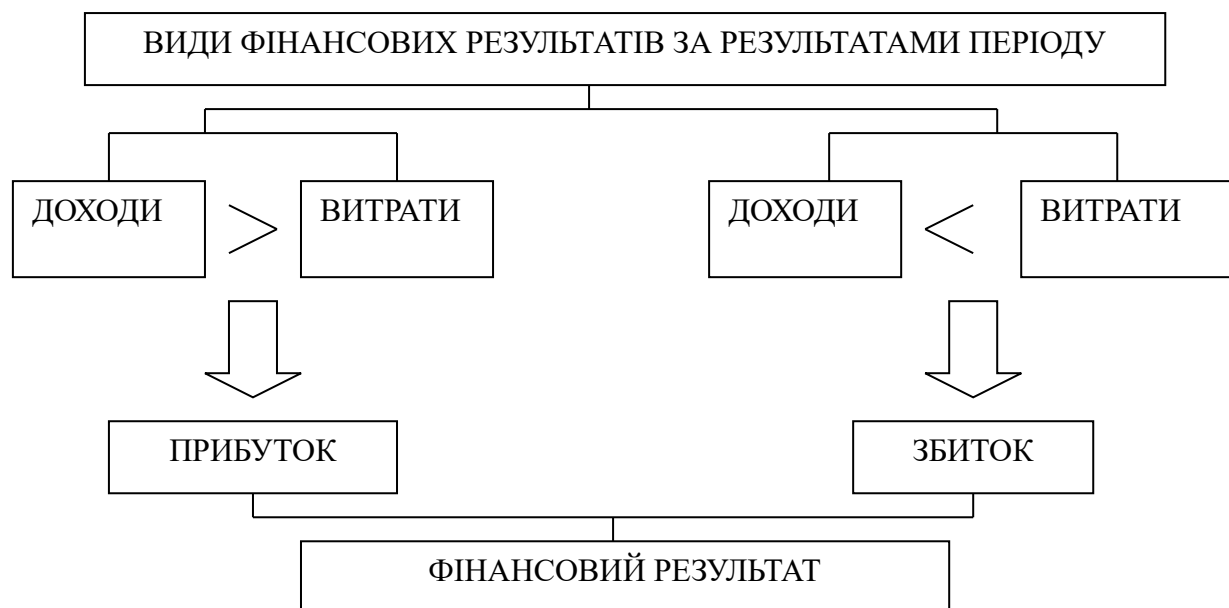 ВИДИ ФІНАНСОВИХ РЕЗУЛЬТАТІВ ЗА РЕЗУЛЬТАТАМИ ПЕРІОДУ
ДОХОДИ > ВИТРАТИ ДОХОДИ < ВИТРАТИ
ПРИБУТОК ЗБИТОК
ФІНАНСОВИЙ РЕЗУЛЬТАТ